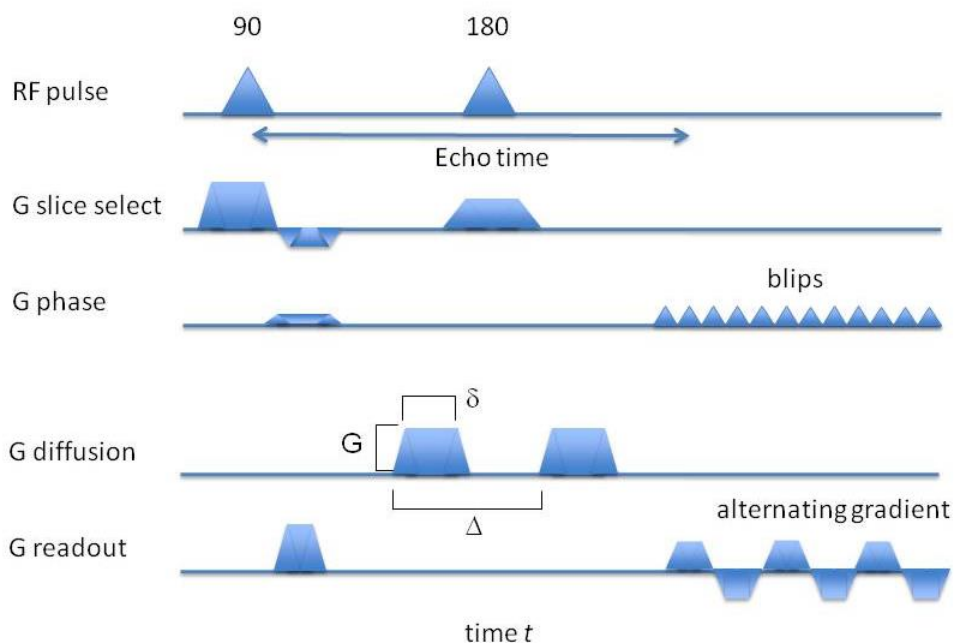 90 180
RF pulse
Echo time
G slice select
G phase
blips
δ
G
G diffusion
Δ
alternating gradient
G readout
time t